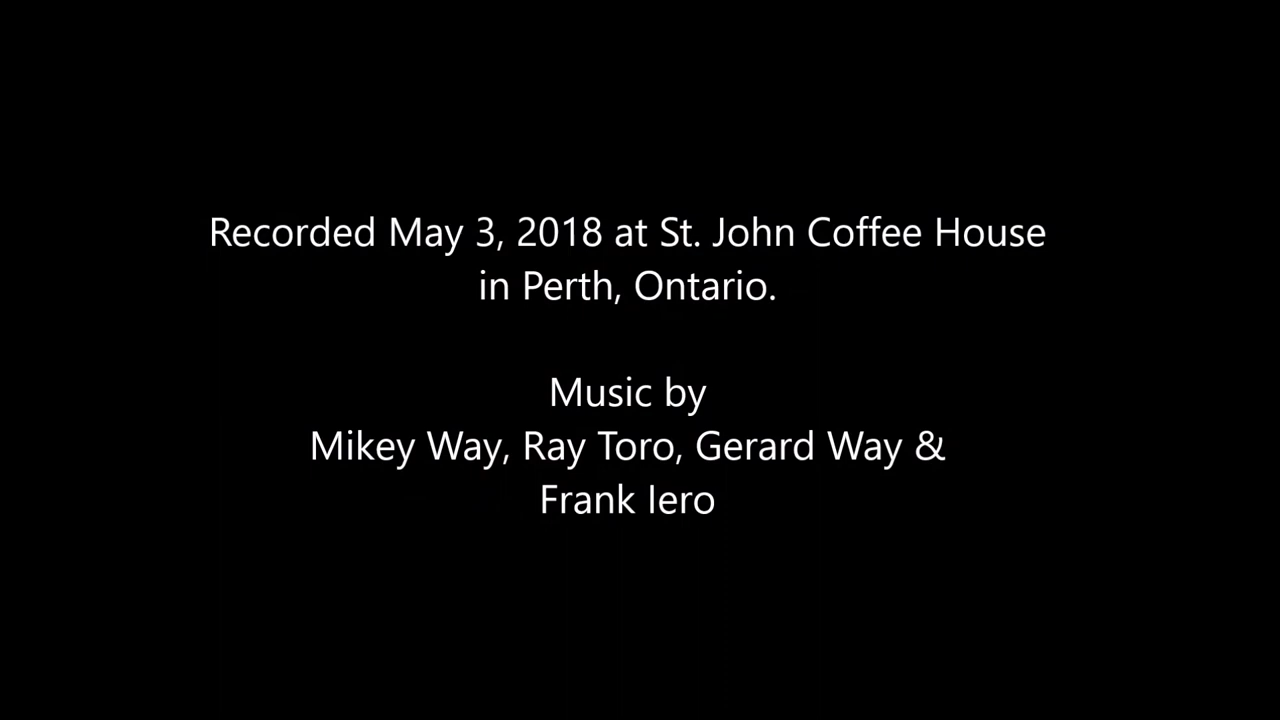 Recorded May 3, 2018 at St. John Coffee House
in Perth, Ontario.
Music by
Mikey Way, Ray Toro, Gerard Way &
Frank Iero